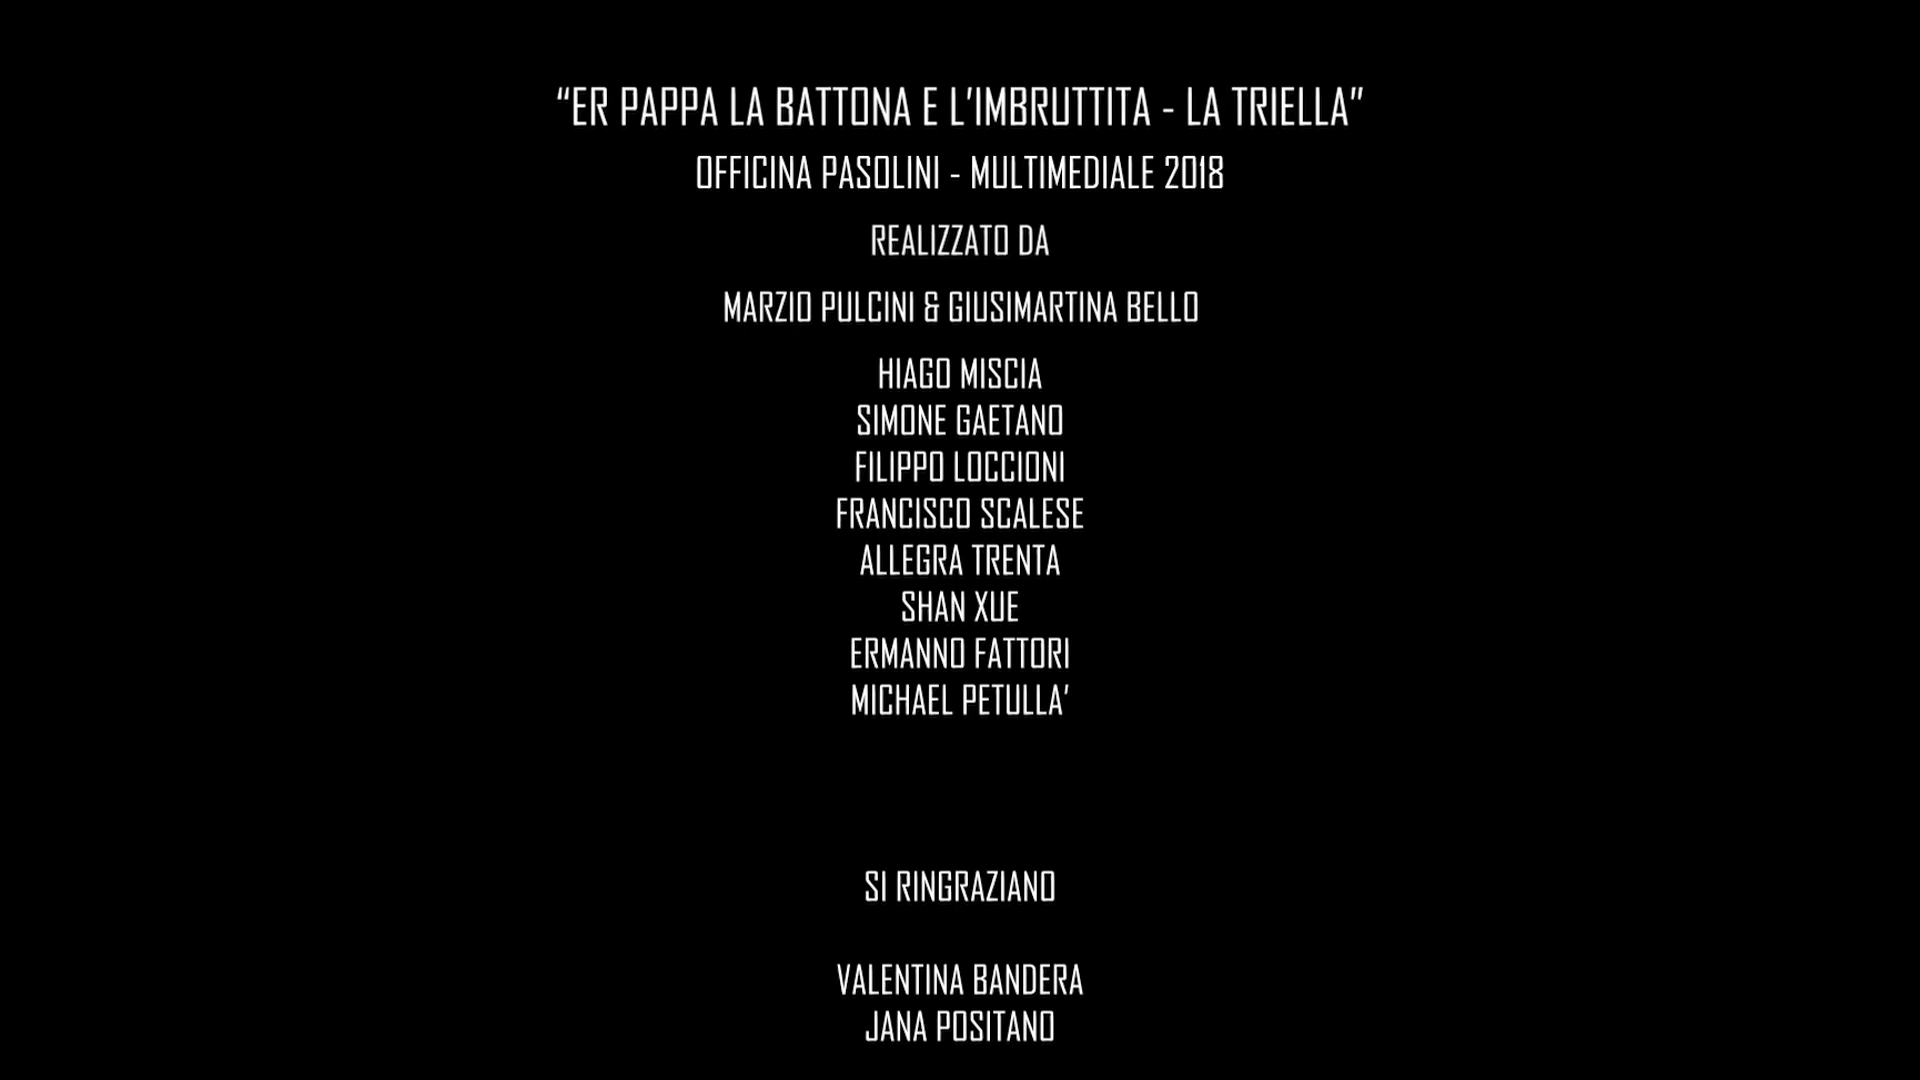 “ER PAPPA LA BATTONA E L’IMBRUTTITA - LA TRIELLA”
OFFICINA PASOLINI - MULTIMEDIALE 2018
REALIZZATO DA
MARZIO PULCINI & GIUSIMARTINA BELLO
HIAGO MISCIA
SIMONE GAETANO
FILIPPO LOCCIONI
FRANCISCO SCALESE
ALLEGRA TRENTA
SHAN XUE
ERMANNO FATTORI
MICHAEL PETULLA’
SI RINGRAZIANO
VALENTINA BANDERA
JANA POSITANO